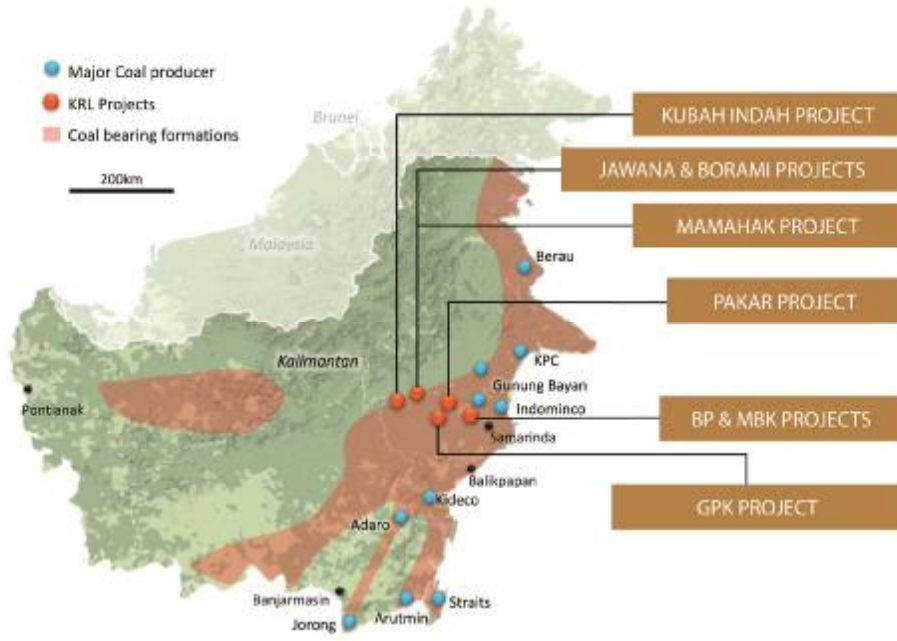 Major Coal producer
KRL Projects
Coal bearing formations
200km
Brunei
Malaysia
Kalimantan
Pontianak
Berau
KPC
Gunung Bayan
Indominco
Samarinda
Balikpapan
Kideco
Adaro
Banjarmasin
Jorong
Arutmin
Straits
KUBAH INDAH PROJECT
JAWANA & BORAMI PROJECTS
MAMAHAK PROJECT
PAKAR PROJECT
BP & MBK PROJECTS
GPK PROJECT